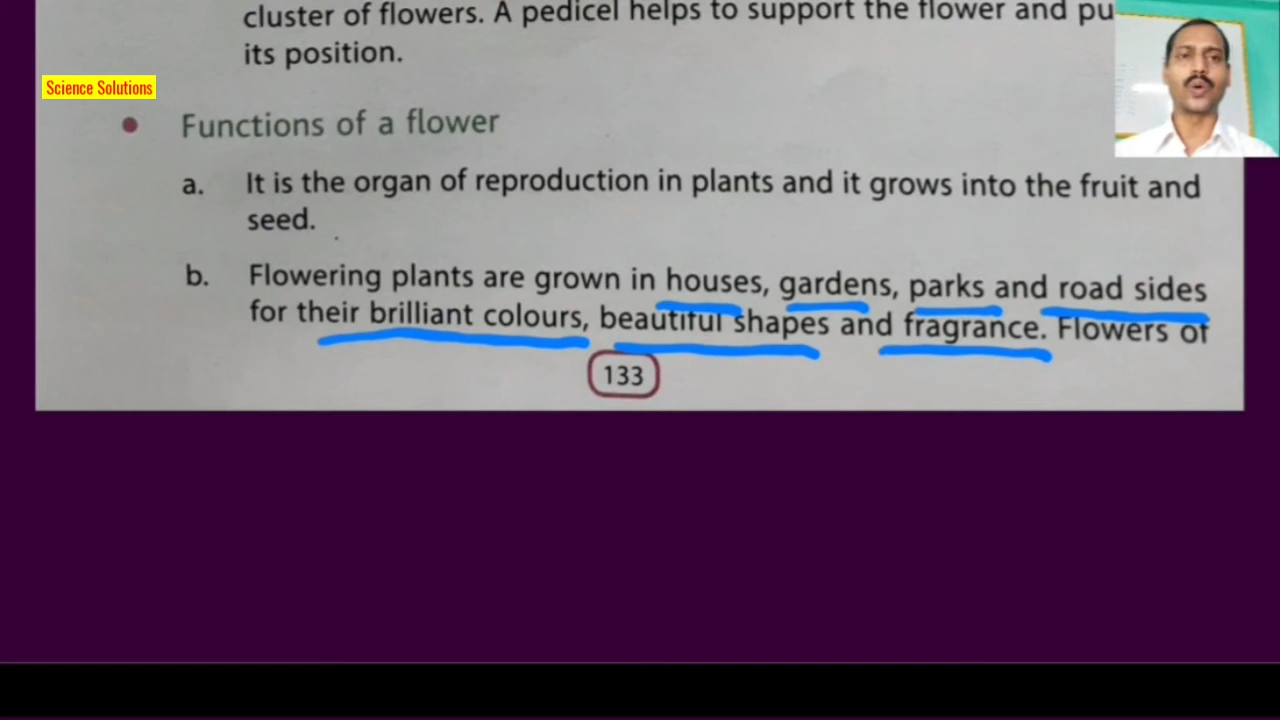 cluster of flowers. A pedicel helps to support the flower and
its position.
Science Solutions
Functions of a flower
a. It is the organ of reproduction in plants and it grows into the fruit and
seed.
b. Flowering plants are grown in houses, gardens, parks and road sides
for their brilliant colours, beautiful shapes and fragrance. Flowers of
133